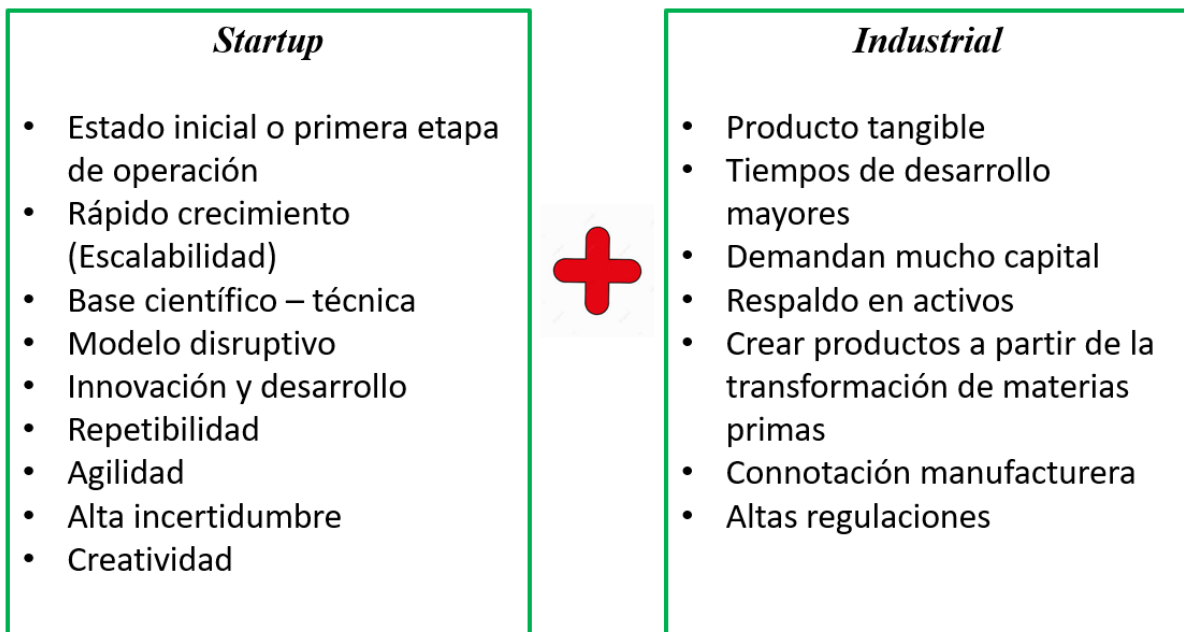 Startup
• Estado inicial o primera etapa
de operación
• Rápido crecimiento
(Escalabilidad)
• Base científico – técnica
• Modelo disruptivo
• Innovación y desarrollo
• Repetibilidad
• Agilidad
• Alta incertidumbre
• Creatividad
Industrial
• Producto tangible
• Tiempos de desarrollo
mayores
• Demandan mucho capital
• Respaldo en activos
• Crear productos a partir de la
transformación de materias
primas
• Connotación manufacturera
• Altas regulaciones